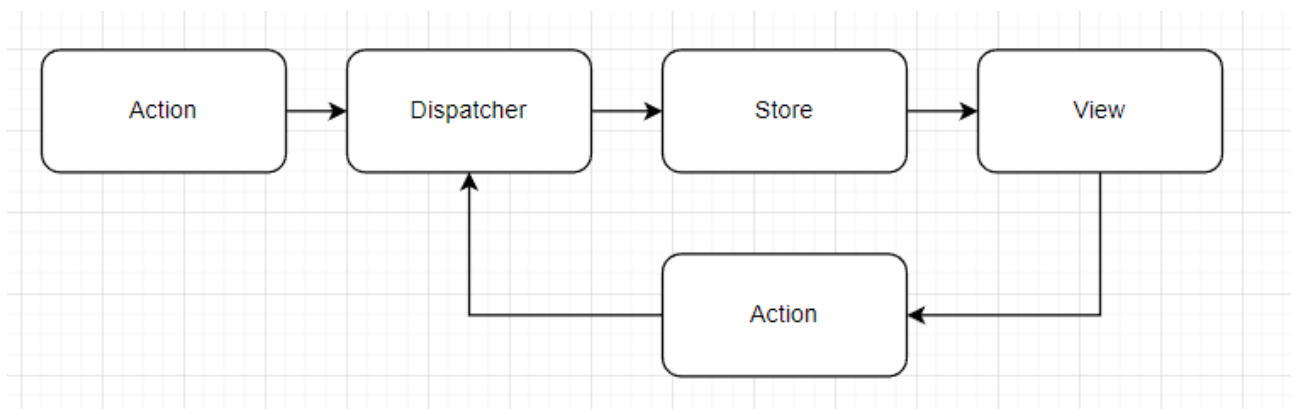 Action
Dispatcher
Store
View
Action